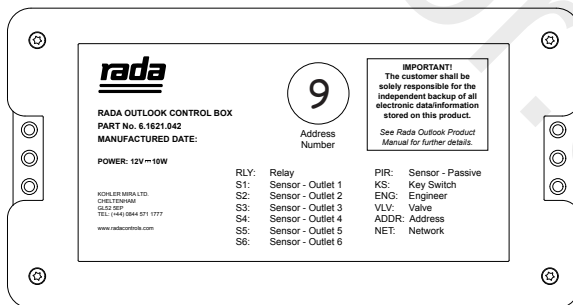 rada
RADA OUTLOOK CONTROL BOX
PART No. 6.1621.042
MANUFACTURED DATE:
POWER: 12V⎓10W
KOHLER MIRA LTD.
CHELTENHAM
GL52 5EP
TEL: (+44) 0844 571 1777
www.radacontrols.com
9
Address
Number
IMPORTANT!
The customer shall be
solely responsible for the
independent backup of all
electronic data/information
stored on this product.
See Rada Outlook Product
Manual for further details.
RLY: Relay
S1: Sensor - Outlet 1
S2: Sensor - Outlet 2
S3: Sensor - Outlet 3
S4: Sensor - Outlet 4
S5: Sensor - Outlet 5
S6: Sensor - Outlet 6
PIR: Sensor - Passive
KS: Key Switch
ENG: Engineer
VLV: Valve
ADDR: Address
NET: Network